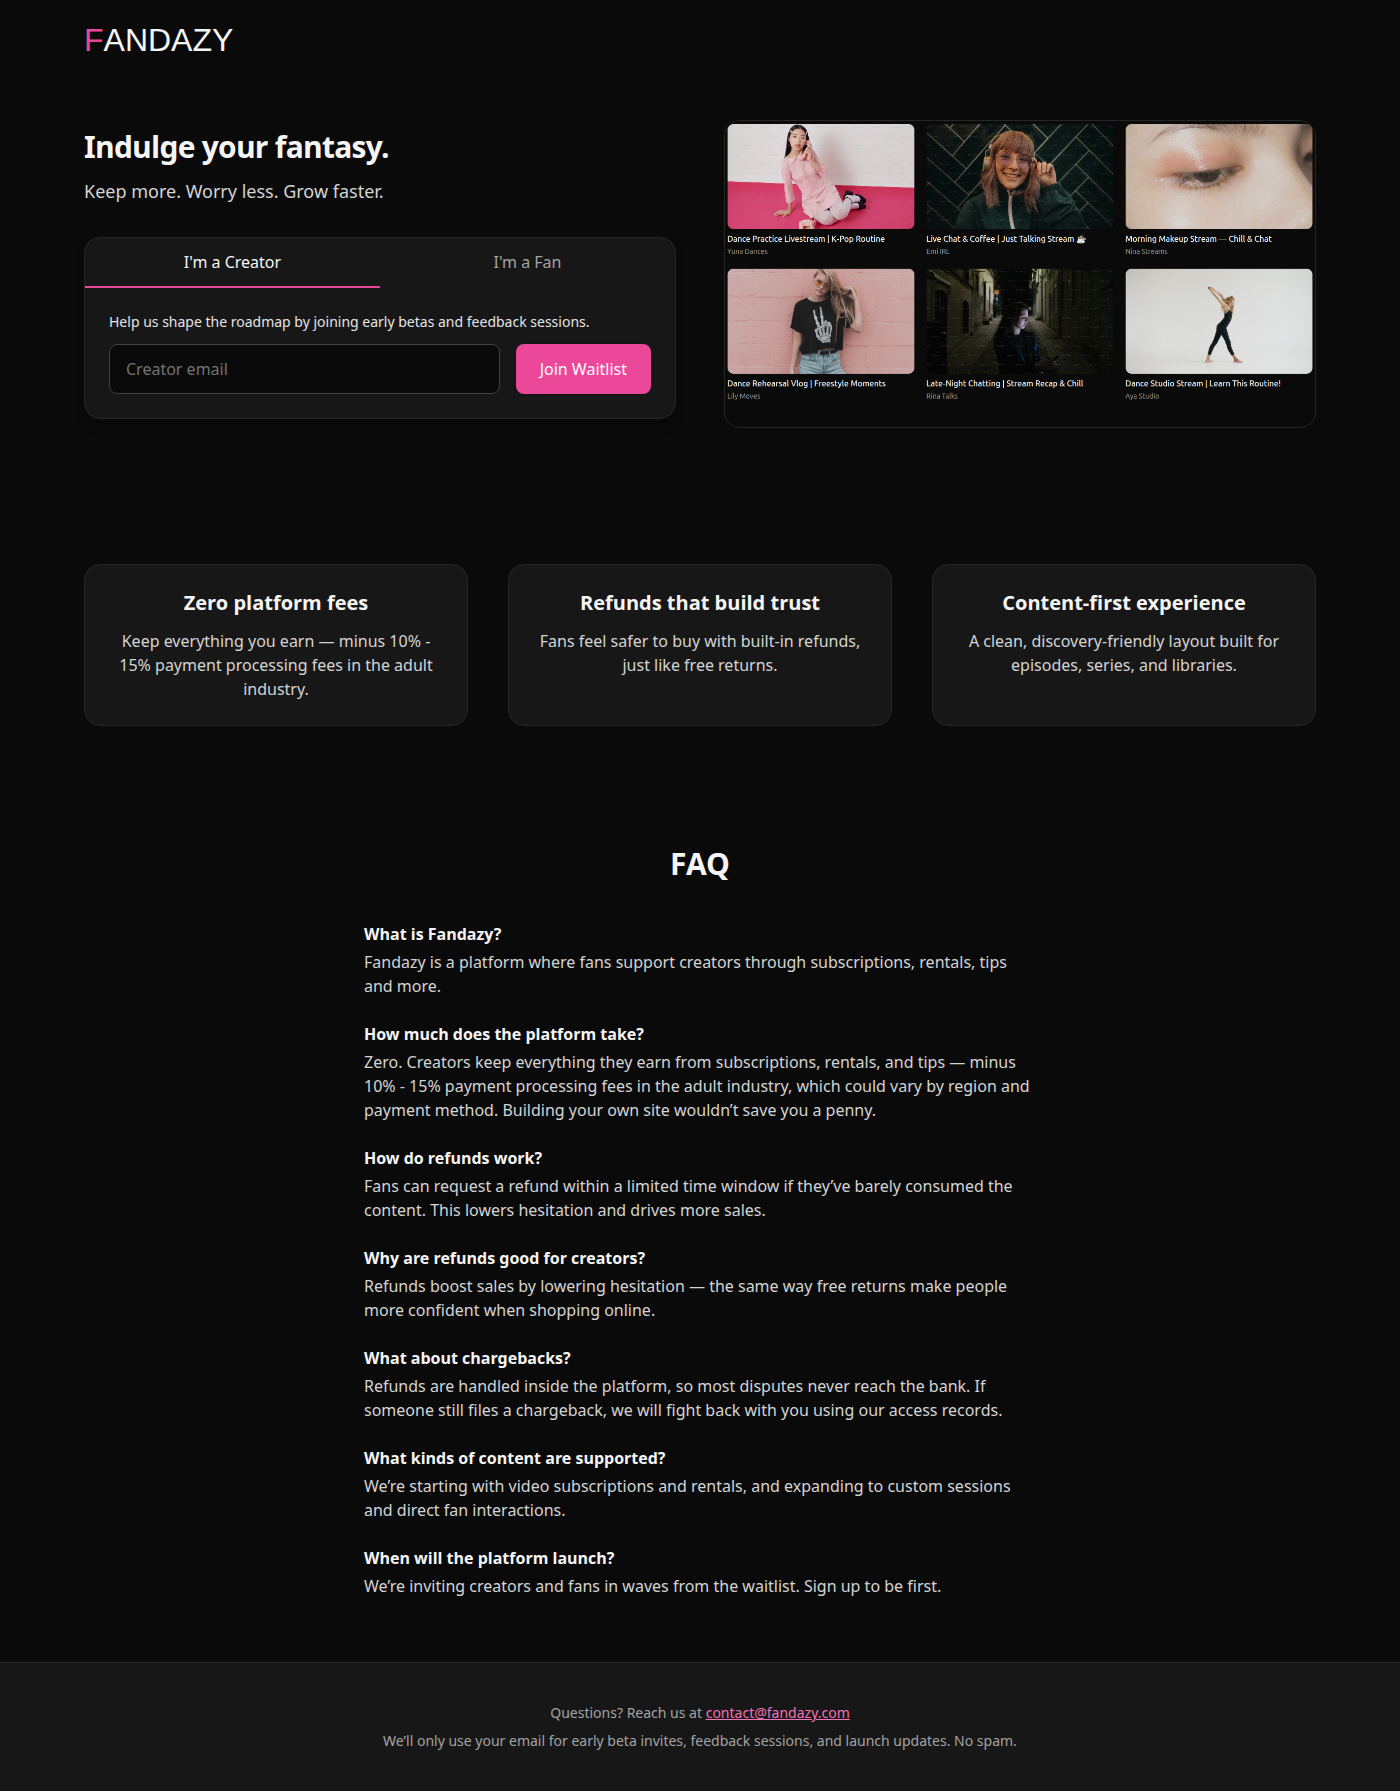 FANDAZY
Indulge your fantasy.
Keep more. Worry less. Grow faster.
I'm a Creator
I'm a Fan
Help us shape the roadmap by joining early betas and feedback sessions.
Creator email
Join Waitlist
Dance Practice Livestream | K-Pop Routine
Yuna Dances
Live Chat & Coffee | Just Talking Stream ☕
Emi IRL
Morning Makeup Stream — Chill & Chat
Nina Streams
Dance Rehearsal Vlog | Freestyle Moments
Lily Moves
Late-Night Chatting | Stream Recap & Chill
Rina Talks
Dance Studio Stream | Learn This Routine!
Aya Studio
Zero platform fees
Keep everything you earn — minus 10% -
15% payment processing fees in the adult
industry.
Refunds that build trust
Fans feel safer to buy with built-in refunds,
just like free returns.
Content-first experience
A clean, discovery-friendly layout built for
episodes, series, and libraries.
FAQ
What is Fandazy?
Fandazy is a platform where fans support creators through subscriptions, rentals, tips
and more.
How much does the platform take?
Zero. Creators keep everything they earn from subscriptions, rentals, and tips — minus
10% - 15% payment processing fees in the adult industry, which could vary by region and
payment method. Building your own site wouldn’t save you a penny.
How do refunds work?
Fans can request a refund within a limited time window if they’ve barely consumed the
content. This lowers hesitation and drives more sales.
Why are refunds good for creators?
Refunds boost sales by lowering hesitation — the same way free returns make people
more confident when shopping online.
What about chargebacks?
Refunds are handled inside the platform, so most disputes never reach the bank. If
someone still files a chargeback, we will fight back with you using our access records.
What kinds of content are supported?
We’re starting with video subscriptions and rentals, and expanding to custom sessions
and direct fan interactions.
When will the platform launch?
We’re inviting creators and fans in waves from the waitlist. Sign up to be first.
Questions? Reach us at contact@fandazy.com
We’ll only use your email for early beta invites, feedback sessions, and launch updates. No spam.